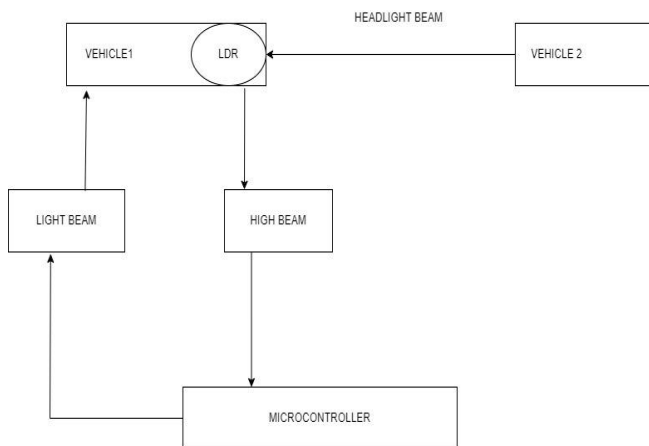 HEADLIGHT BEAM
VEHICLE1
LDR
VEHICLE 2
LIGHT BEAM
HIGH BEAM
MICROCONTROLLER